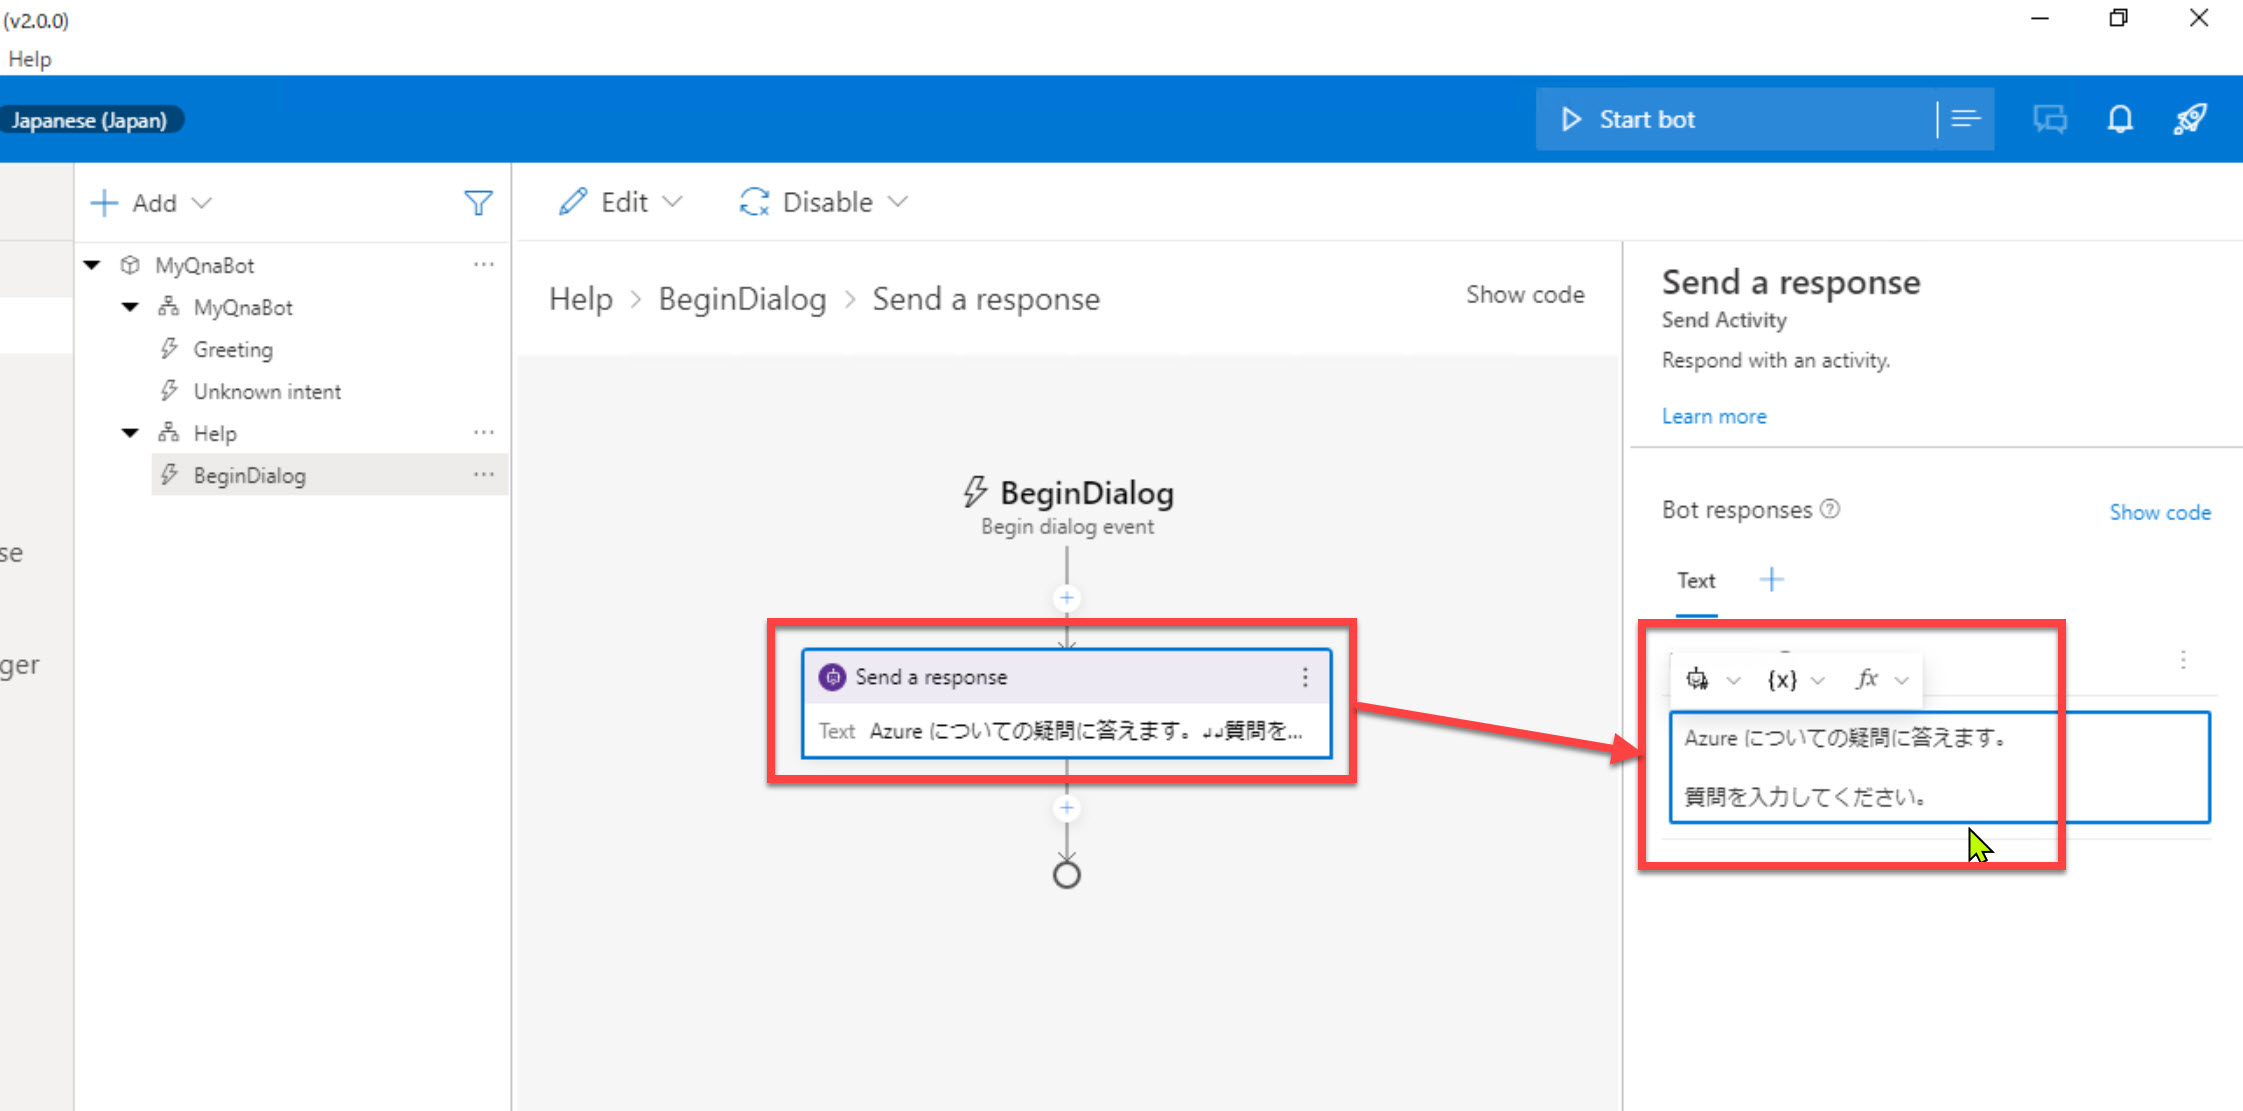 (v2.0.0)
Help
Japanese (Japan)
Start bot
Add
Edit
Disable
MyQnaBot
MyQnaBot
Greeting
Unknown intent
Help
BeginDialog
se
ger
Help > BeginDialog > Send a response
Show code
BeginDialog
Begin dialog event
Send a response
Text Azure についての疑問に答えます。↲↲質問を...
Send a response
Send Activity
Respond with an activity.
Learn more
Bot responses
Show code
Text
{x}
fx
Azure についての疑問に答えます。
質問を入力してください。